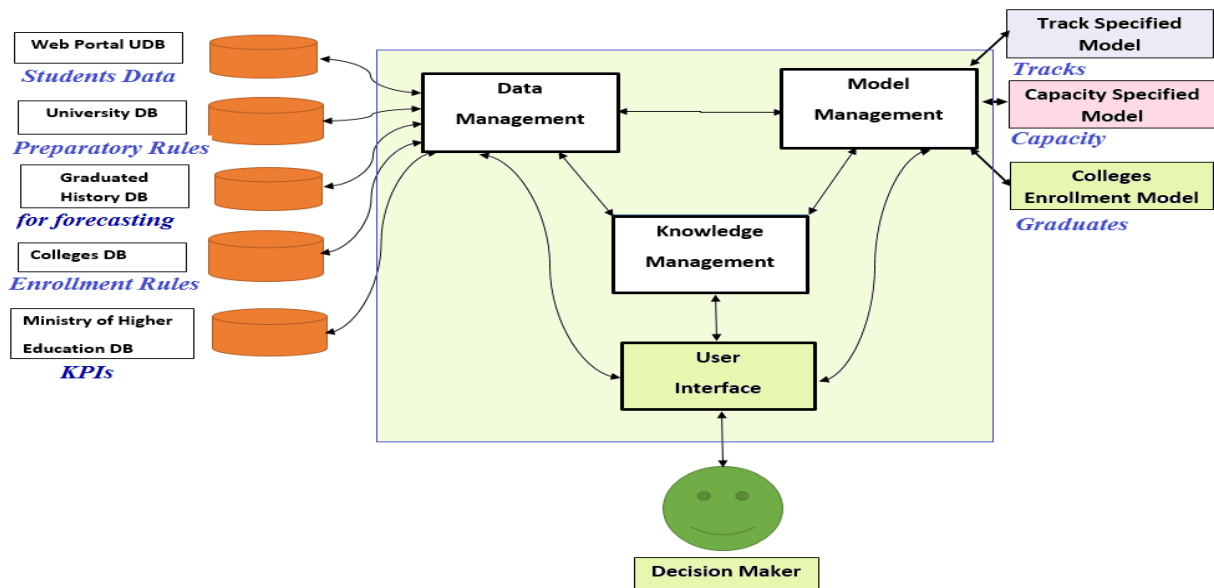 Web Portal UDB
Students Data
University DB
Preparatory Rules
Graduated
History DB
for forecasting
Colleges DB
Enrollment Rules
Ministry of Higher
Education DB
KPIs
Data
Management
Model
Management
Knowledge
Management
User
Interface
Decision Maker
Track Specified
Model
Tracks
Capacity Specified
Model
Capacity
Colleges
Enrollment Model
Graduates